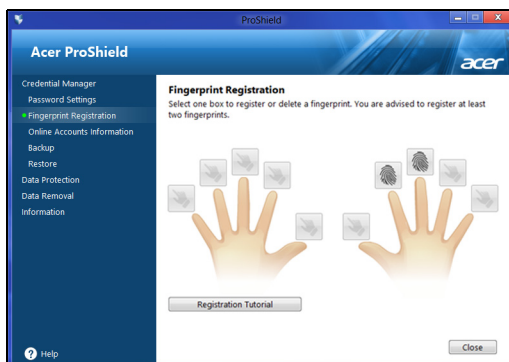 ProShield
Acer ProShield
acer
Credential Manager
Password Settings
Fingerprint Registration
Online Accounts Information
Backup
Restore
Data Protection
Data Removal
Information
Help
Fingerprint Registration
Select one box to register or delete a fingerprint. You are advised to register at least
two fingerprints.
Registration Tutorial
Close